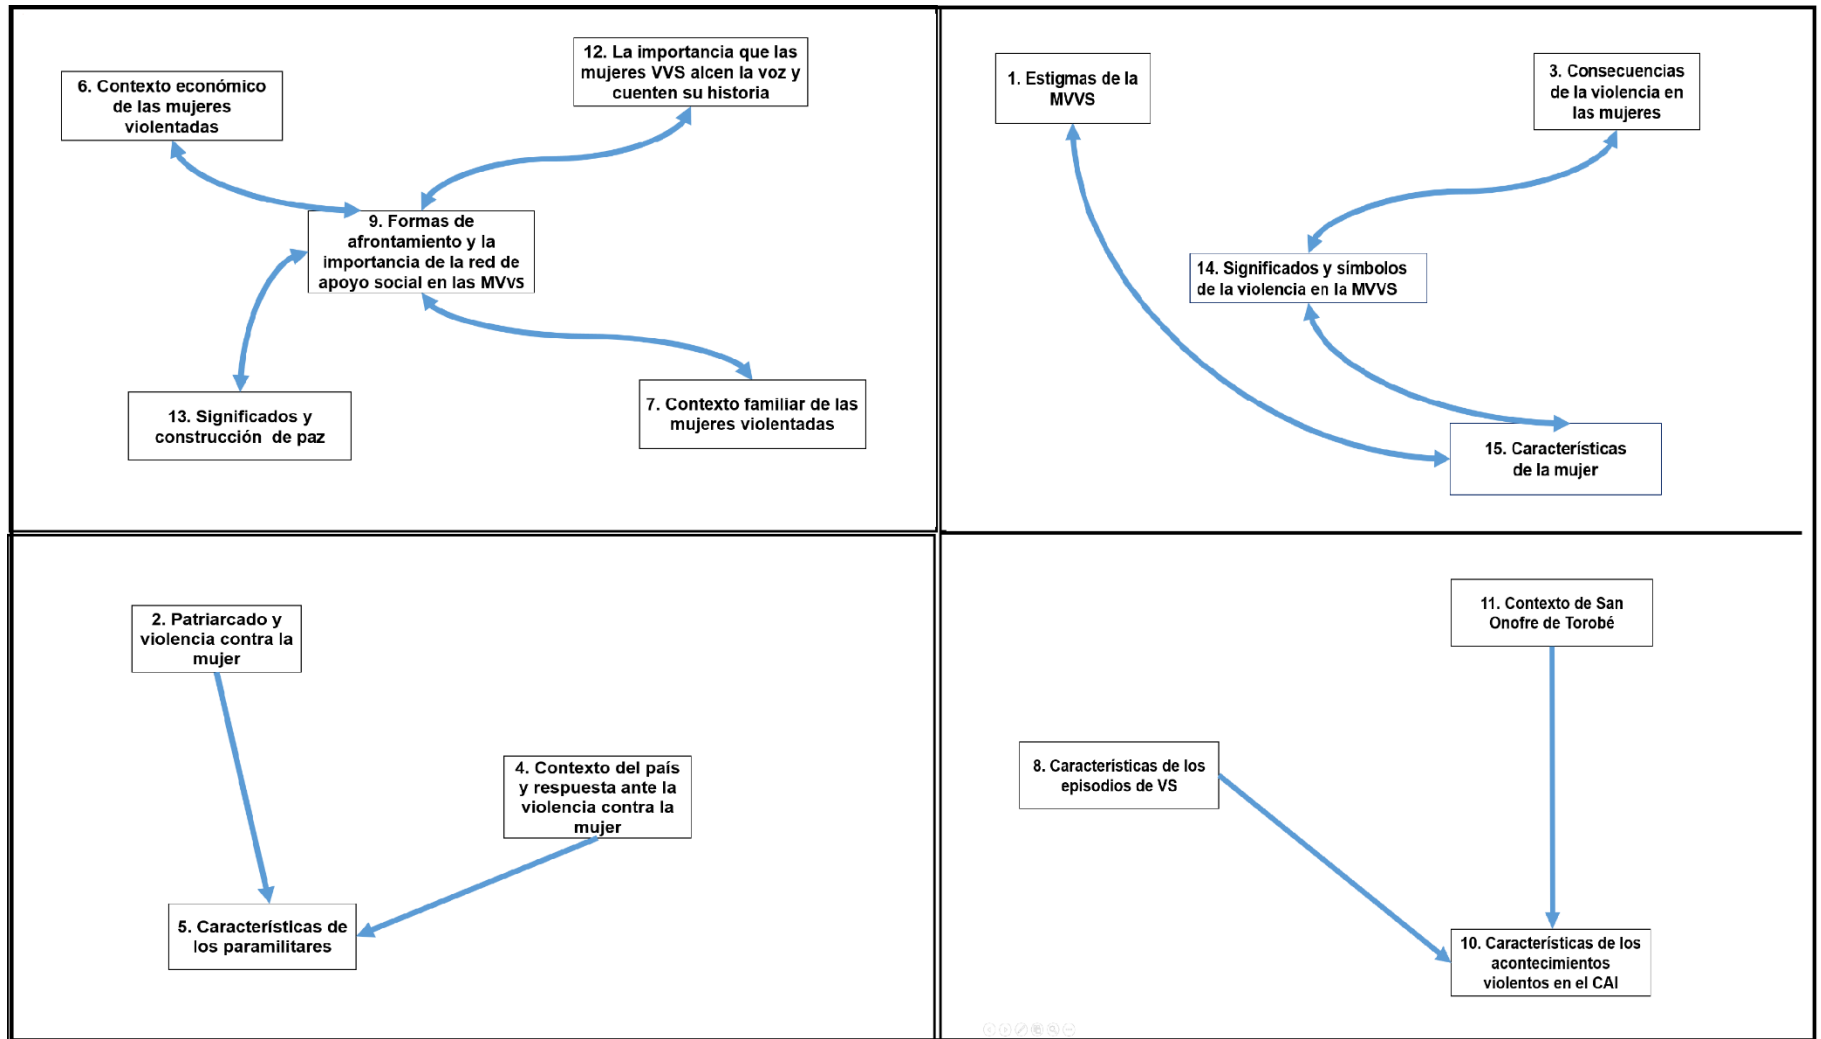 6. Contexto económico
de las mujeres
violentadas
12. La importancia que las
mujeres VVS alcen la voz y
cuenten su historia
9. Formas de
afrontamiento y la
importancia de la red de
apoyo social en las MVVS
13. Significados y
construcción de paz
7. Contexto familiar de las
mujeres violentadas
1. Estigmas de la
MVVS
3. Consecuencias
de la violencia en
las mujeres
14. Significados y símbolos
de la violencia en la MVVS
15. Características
de la mujer
2. Patriarcado y
violencia contra la
mujer
4. Contexto del país
y respuesta ante la
violencia contra la
mujer
5. Características de
los paramilitares
11. Contexto de San
Onofre de Torobé
8. Características de los
episodios de VS
10. Características de los
acontecimientos
violentos en el CAI